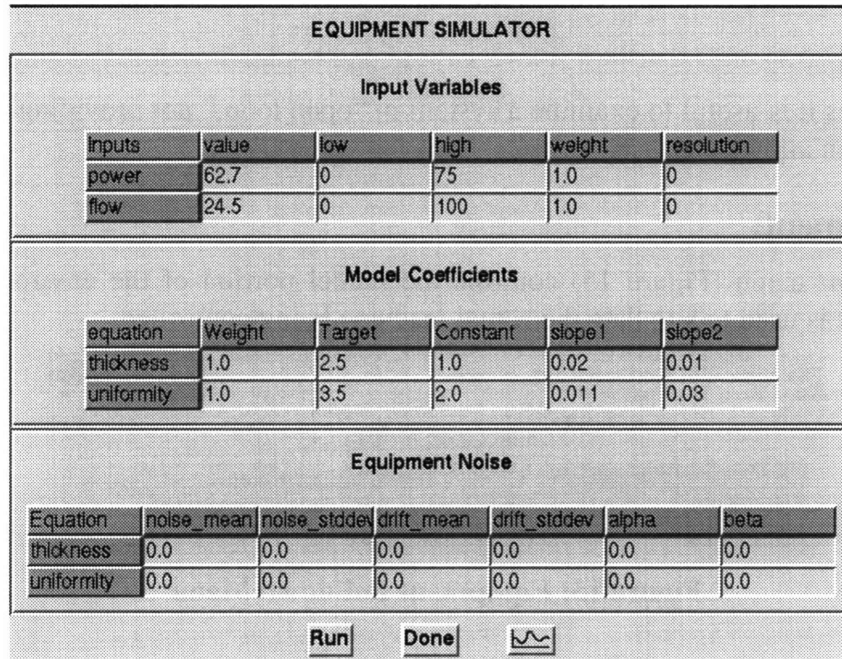 EQUIPMENT SIMULATOR
Input Variables
inputs value low high weight resolution
power 62.7 0 75 1.0 0
flow 24.5 0 100 1.0 0
Model Coefficients
equation Weight Target Constant slope1 slope2
thickness 1.0 2.5 1.0 0.02 0.01
uniformity 1.0 3.5 2.0 0.011 0.03
Equipment Noise
Equation noise_mean noise_stddev drift_mean drift_stddev alpha beta
thickness 0.0 0.0 0.0 0.0 0.0 0.0
uniformity 0.0 0.0 0.0 0.0 0.0 0.0
Run Done